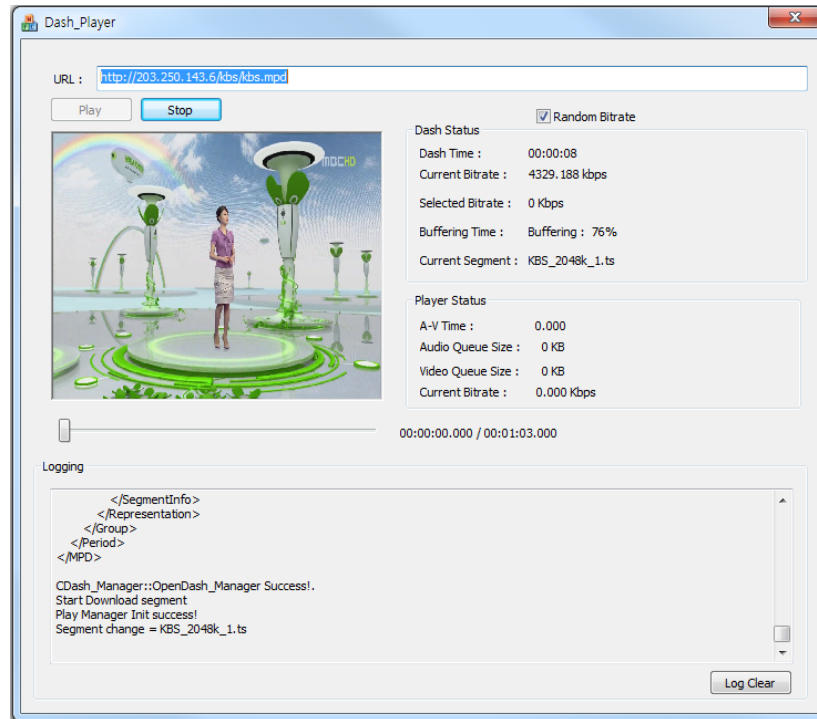 Dash_Player
URL : http://203.250.143.6/kbs/kbs.mpd
Play Stop
Random Bitrate
Dash Status
Dash Time : 00:00:08
Current Bitrate : 4329.188 kbps
Selected Bitrate : 0 Kbps
Buffering Time : Buffering : 76%
Current Segment : KBS_2048k_1.ts
Player Status
A-V Time : 0.000
Audio Queue Size : 0 KB
Video Queue Size : 0 KB
Current Bitrate : 0.000 Kbps
00:00:00.000 / 00:01:03.000
Logging
</SegmentInfo>
</Representation>
</Group>
</Period>
</MPD>
CDash_Manager::OpenDash_Manager Success!.
Start Download segment
Play Manager Init success!
Segment change = KBS_2048k_1.ts
Log Clear